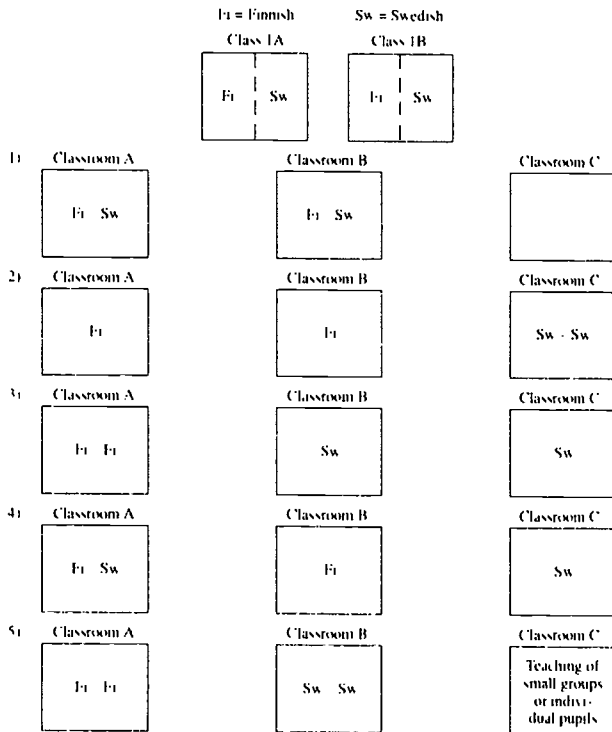 Fi = Finnish Sw = Swedish
Class 1A Class 1B
Fi Sw Fi Sw
1) Classroom A Classroom B Classroom C
Fi Sw Fi Sw
2) Classroom A Classroom B Classroom C
Fi Fi Sw - Sw
3) Classroom A Classroom B Classroom C
Fi Fi Sw Sw
4) Classroom A Classroom B Classroom C
Fi Sw Fi Sw
5) Classroom A Classroom B Classroom C
Fi Fi Sw Sw Teaching of
small groups
or indivi-
dual pupils